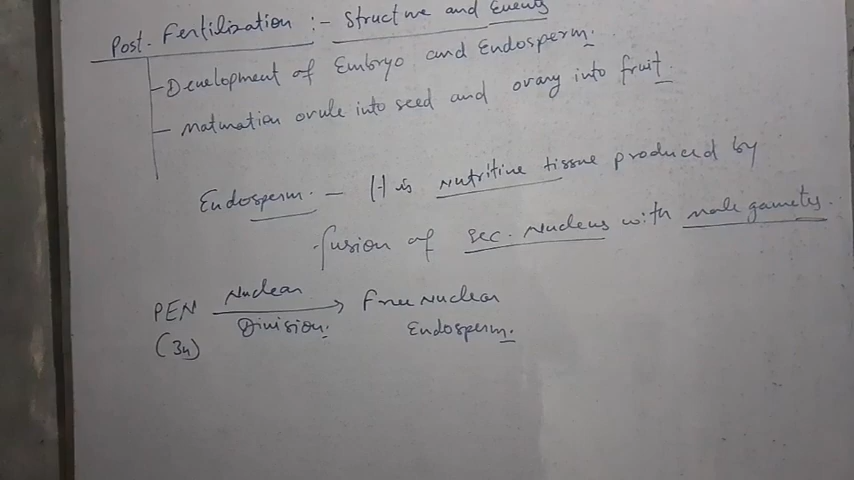 Post. Fertilization :- Structure and Events
- Development of Embryo and Endosperm.
- Maturation ovule into seed and ovary into fruit.
Endosperm. - It is Nutritive tissue produced by
fusion of sec. Nucleus with male gametes.
PEN Nuclear Division. → Free Nuclear
(3n) Endosperm.